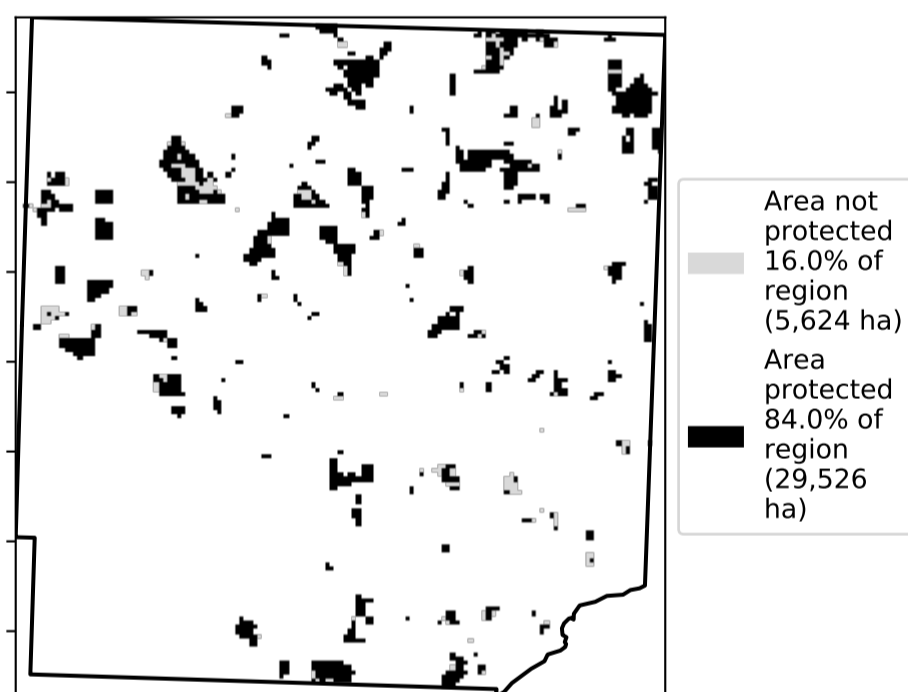 Area not
protected
16.0% of
region
(5,624 ha)
Area
protected
84.0% of
region
(29,526
ha)